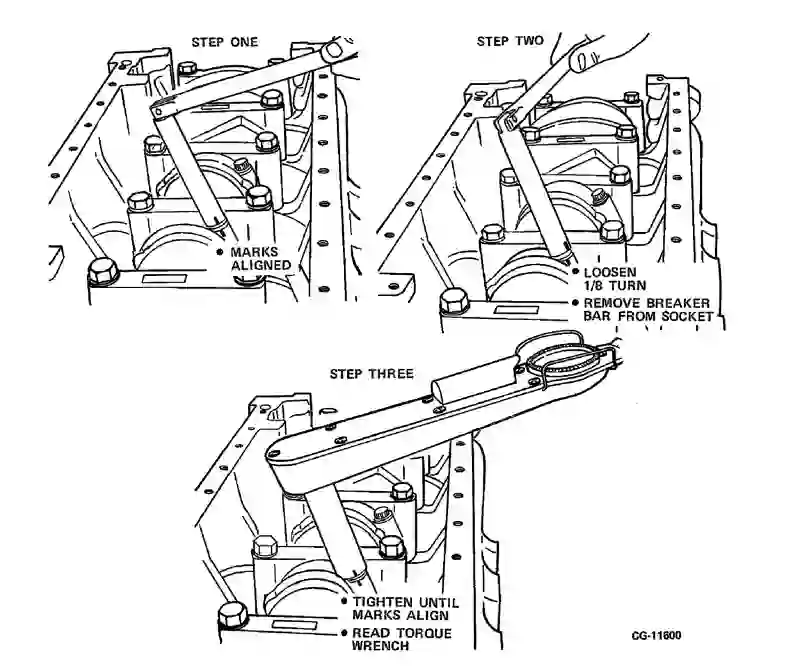 STEP ONE
• MARKS
ALIGNED
STEP TWO
• LOOSEN
1/8 TURN
• REMOVE BREAKER
BAR FROM SOCKET
STEP THREE
• TIGHTEN UNTIL
MARKS ALIGN
• READ TORQUE
WRENCH
CG-11600